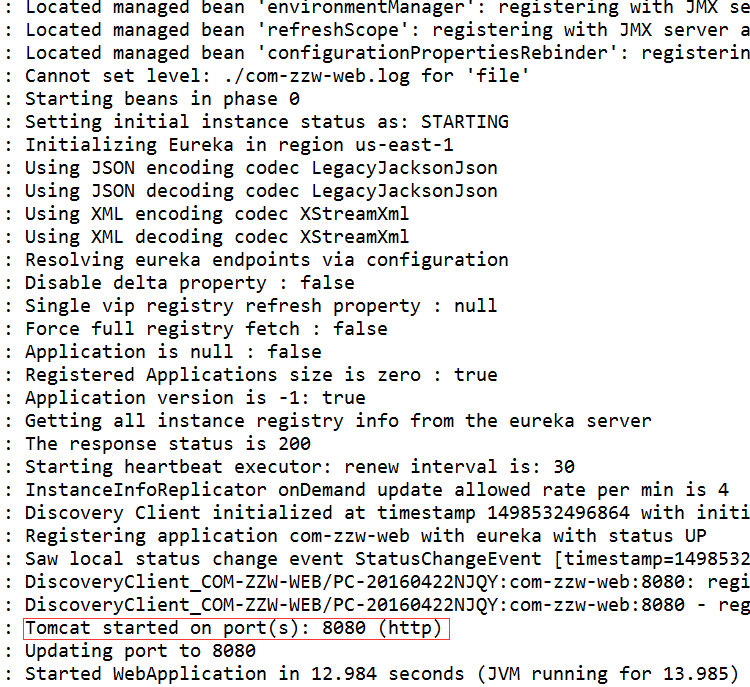 : Located managed bean 'environmentManager': registering with JMX se
: Located managed bean 'refreshScope': registering with JMX server a
: Located managed bean 'configurationPropertiesRebinder': registerin
: Cannot set level: ./com-zzw-web.log for 'file'
: Starting beans in phase 0
: Setting initial instance status as: STARTING
: Initializing Eureka in region us-east-1
: Using JSON encoding codec LegacyJacksonJson
: Using JSON decoding codec LegacyJacksonJson
: Using XML encoding codec XStreamXml
: Using XML decoding codec XStreamXml
: Resolving eureka endpoints via configuration
: Disable delta property : false
: Single vip registry refresh property : null
: Force full registry fetch : false
: Application is null : false
: Registered Applications size is zero : true
: Application version is -1: true
: Getting all instance registry info from the eureka server
: The response status is 200
: Starting heartbeat executor: renew interval is: 30
: InstanceInfoReplicator onDemand update allowed rate per min is 4
: Discovery Client initialized at timestamp 1498532496864 with initi
: Registering application com-zzw-web with eureka with status UP
: Saw local status change event StatusChangeEvent [timestamp=1498532
: DiscoveryClient_COM-ZZW-WEB/PC-20160422NJQY:com-zzw-web:8080: regi
: DiscoveryClient_COM-ZZW-WEB/PC-20160422NJQY:com-zzw-web:8080 - reg
: Tomcat started on port(s): 8080 (http)
: Updating port to 8080
: Started WebApplication in 12.984 seconds (JVM running for 13.985)